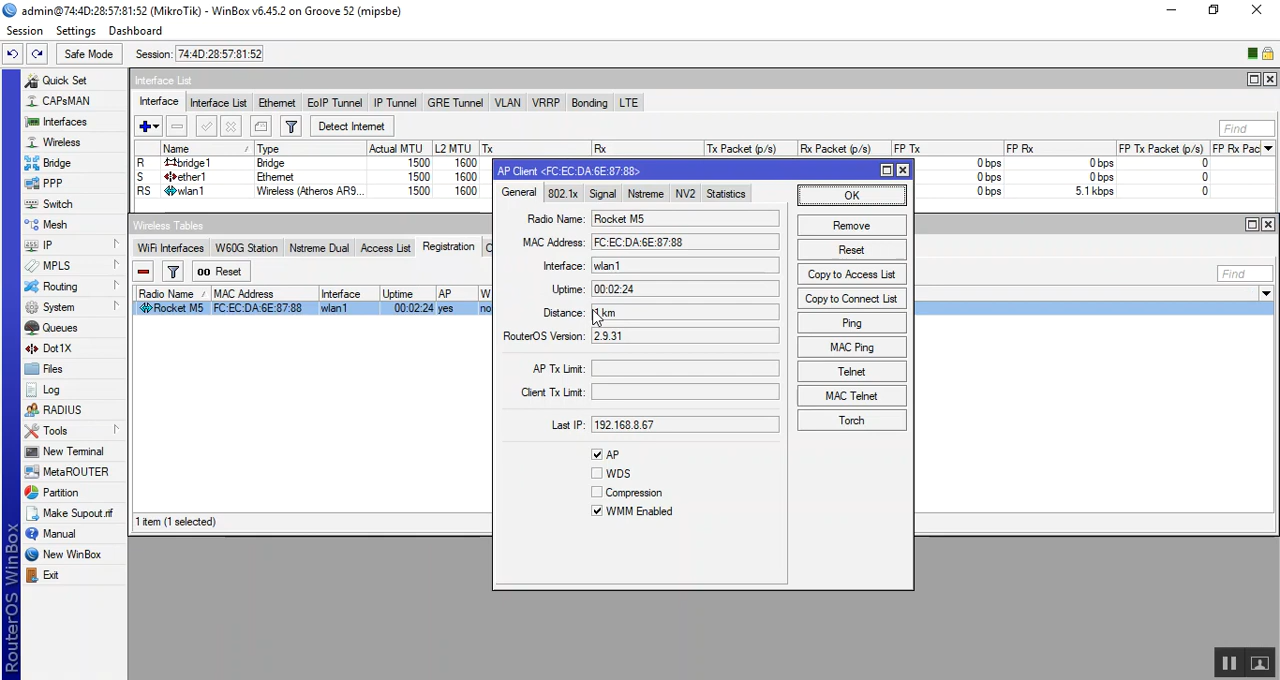 admin@74:4D:28:57:81:52 (MikroTik) - WinBox v6.45.2 on Groove 52 (mipsbe)
Session Settings Dashboard
Safe Mode Session: 74:4D:28:57:81:52
Quick Set
CAPsMAN
Interfaces
Wireless
Bridge
PPP
Switch
Mesh
IP
MPLS
Routing
System
Queues
Dot1X
Files
Log
RADIUS
Tools
New Terminal
MetaROUTER
Partition
Make Supout.rif
Manual
New WinBox
Exit
RouterOS WinBox
Interface List
Interface Interface List Ethernet EoIP Tunnel IP Tunnel GRE Tunnel VLAN VRRP Bonding LTE
Detect Internet Find
Name Type Actual MTU L2 MTU Tx Rx Tx Packet (p/s) Rx Packet (p/s) FP Tx FP Rx FP Tx Packet (p/s) FP Rx Pac
R bridge1 Bridge 1500 1600 0 bps 0 bps 0
S ether1 Ethernet 1500 1600 0 bps 0 bps 0
RS wlan1 Wireless (Atheros AR9... 1500 1600 0 bps 5.1 kbps 0
Wireless Tables
WiFi Interfaces W60G Station Nstreme Dual Access List Registration
00 Reset Find
Radio Name MAC Address Interface Uptime AP W
Rocket M5 FC:EC:DA:6E:87:88 wlan1 00:02:24 yes no
1 item (1 selected)
AP Client <FC:EC:DA:6E:87:88>
General 802.1x Signal Nstreme NV2 Statistics
Radio Name: Rocket M5
MAC Address: FC:EC:DA:6E:87:88
Interface: wlan1
Uptime: 00:02:24
Distance: 1 km
RouterOS Version: 2.9.31
AP Tx Limit:
Client Tx Limit:
Last IP: 192.168.8.67
AP
WDS
Compression
WMM Enabled
OK
Remove
Reset
Copy to Access List
Copy to Connect List
Ping
MAC Ping
Telnet
MAC Telnet
Torch